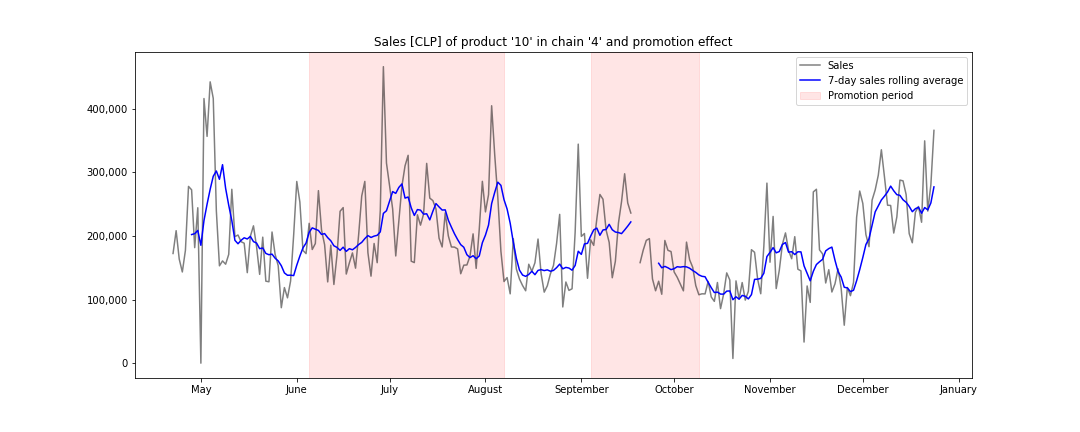 Sales [CLP] of product '10' in chain '4' and promotion effect
Sales
7-day sales rolling average
Promotion period
400,000
300,000
200,000
100,000
0
May June July August September October November December January